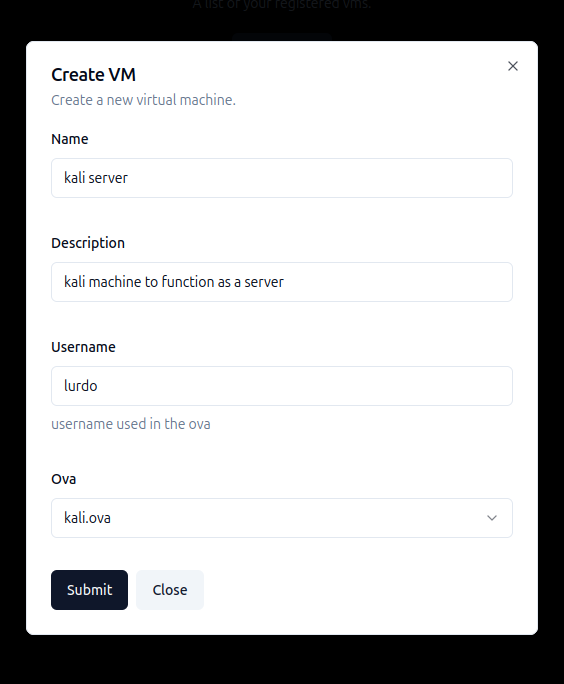 A list of your registered vms.
Create VM
Create a new virtual machine.
Name
kali server
Description
kali machine to function as a server
Username
lurdo
username used in the ova
Ova
kali.ova
Submit
Close